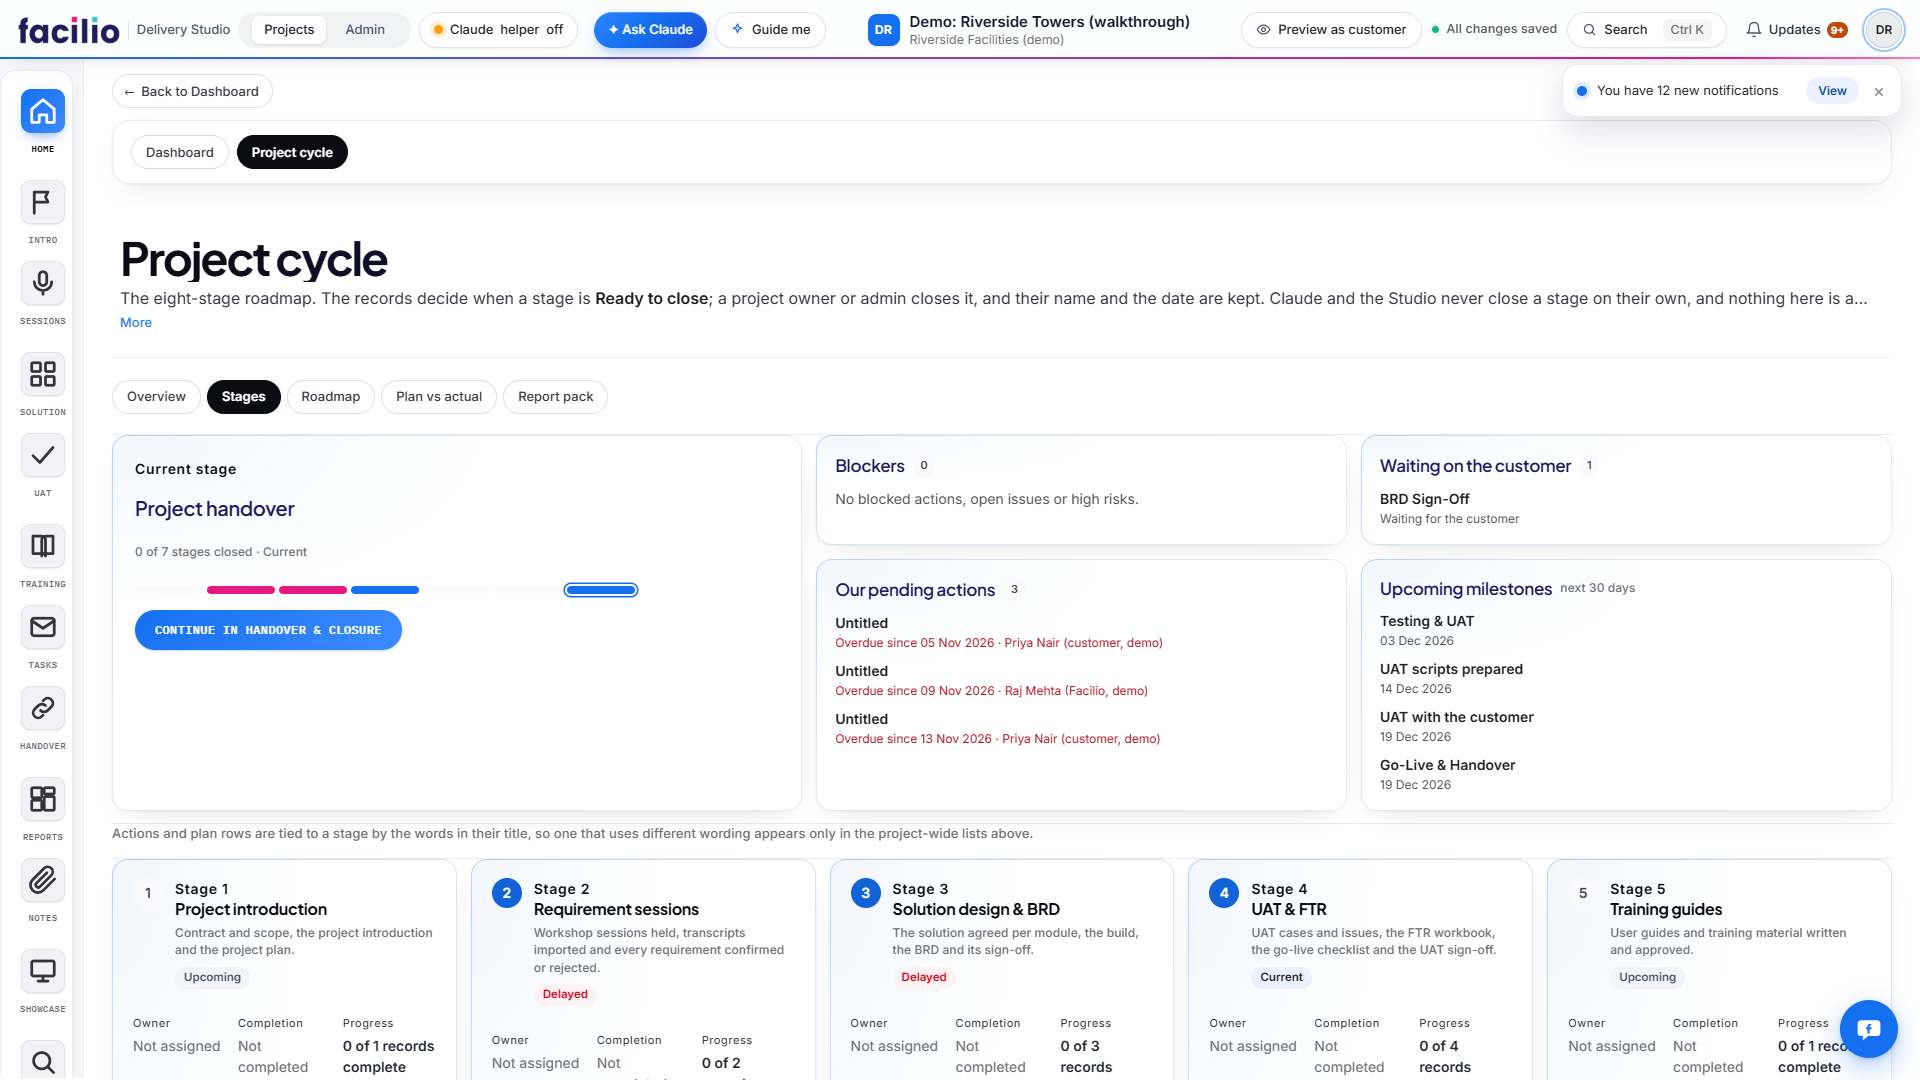 facilio
Delivery Studio
Projects
Admin
Claude helper off
Ask Claude
Guide me
DR
Demo: Riverside Towers (walkthrough)
Riverside Facilities (demo)
Preview as customer
All changes saved
Search
Ctrl K
Updates
9+
DR
You have 12 new notifications
View
← Back to Dashboard
Dashboard
Project cycle
HOME
INTRO
SESSIONS
SOLUTION
UAT
TRAINING
TASKS
HANDOVER
REPORTS
NOTES
SHOWCASE
Project cycle
The eight-stage roadmap. The records decide when a stage is Ready to close; a project owner or admin closes it, and their name and the date are kept. Claude and the Studio never close a stage on their own, and nothing here is a...
More
Overview
Stages
Roadmap
Plan vs actual
Report pack
Current stage
Project handover
0 of 7 stages closed · Current
CONTINUE IN HANDOVER & CLOSURE
Blockers 0
No blocked actions, open issues or high risks.
Waiting on the customer 1
BRD Sign-Off
Waiting for the customer
Our pending actions 3
Untitled
Overdue since 05 Nov 2026 · Priya Nair (customer, demo)
Untitled
Overdue since 09 Nov 2026 · Raj Mehta (Facilio, demo)
Untitled
Overdue since 13 Nov 2026 · Priya Nair (customer, demo)
Upcoming milestones next 30 days
Testing & UAT
03 Dec 2026
UAT scripts prepared
14 Dec 2026
UAT with the customer
19 Dec 2026
Go-Live & Handover
19 Dec 2026
Actions and plan rows are tied to a stage by the words in their title, so one that uses different wording appears only in the project-wide lists above.
1
Stage 1
Project introduction
Contract and scope, the project introduction
and the project plan.
Upcoming
Owner
Not assigned
Completion
Not
completed
Progress
0 of 1 records
complete
2
Stage 2
Requirement sessions
Workshop sessions held, transcripts
imported and every requirement confirmed
or rejected.
Delayed
Owner
Not assigned
Completion
Not
Progress
0 of 2
3
Stage 3
Solution design & BRD
The solution agreed per module, the build,
the BRD and its sign-off.
Delayed
Owner
Not assigned
Completion
Not
completed
Progress
0 of 3
records
4
Stage 4
UAT & FTR
UAT cases and issues, the FTR workbook,
the go-live checklist and the UAT sign-off.
Current
Owner
Not assigned
Completion
Not
completed
Progress
0 of 4
records
5
Stage 5
Training guides
User guides and training material written
and approved.
Upcoming
Owner
Not assigned
Completion
Not
completed
Progress
0 of 1
complete